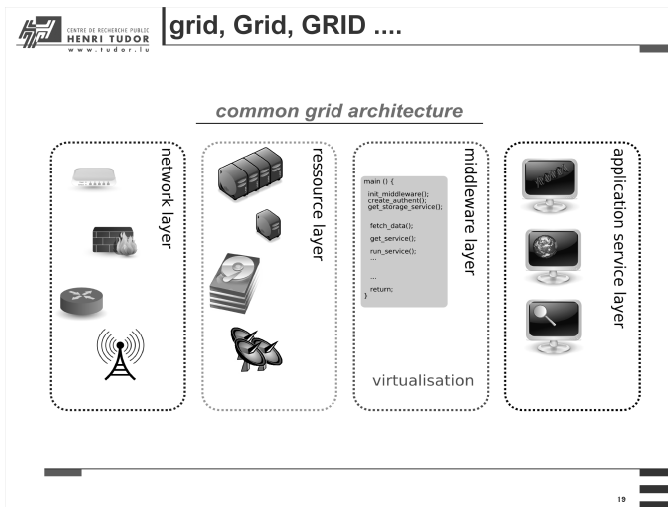 CENTRE DE RECHERCHE PUBLIC
HENRI TUDOR
www.tudor.lu
grid, Grid, GRID ....
common grid architecture
network layer
ressource layer
main () {
init_middleware();
create_authent();
get_storage_service();
fetch_data();
get_service();
run_service();
...
...
return;
}
virtualisation
middleware layer
application service layer
19